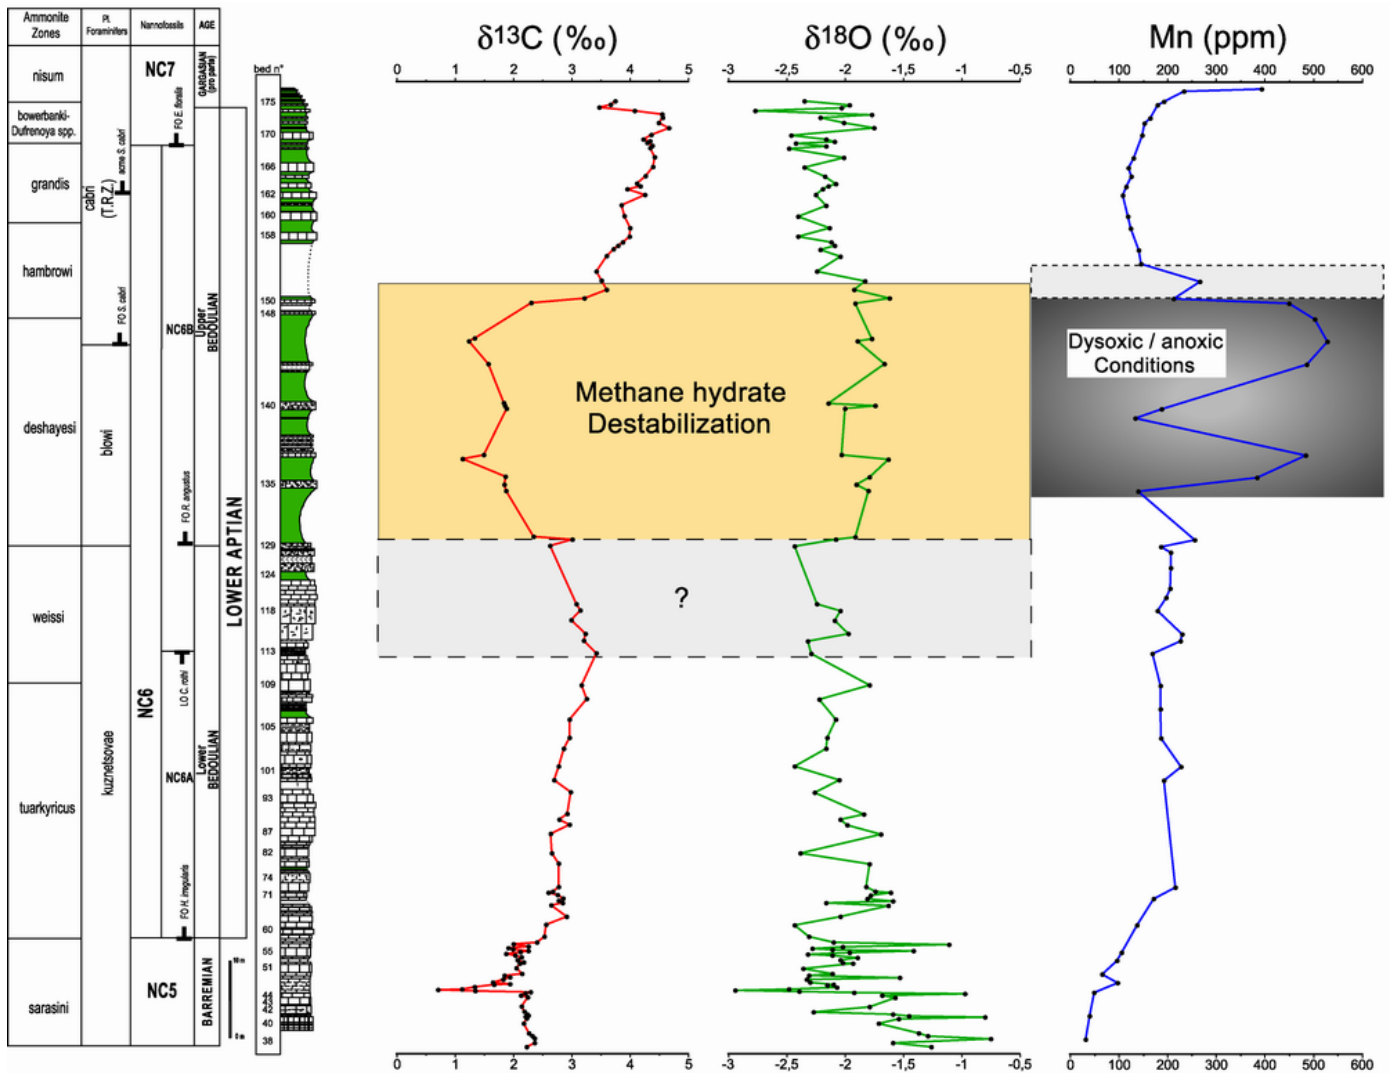 Ammonite
Zones
Pl.
Foraminifers
Nannofossils
AGE
δ13C (‰)
δ18O (‰)
Mn (ppm)
0 1 2 3 4 5
-3 -2,5 -2 -1,5 -1 -0,5
0 100 200 300 400 500 600
nisum
bowerbanki-
Dufrenoya spp.
grandis
hambrowi
deshayesi
weissi
tuarkyricus
sarasini
cabri
(T.R.Z.)
acme S. cabri
FO S. cabri
blowi
kuznetsovae
NC7
FO E. floralis
NC6B
FO R. angustus
NC6
LO C. rothi
NC6A
FO H. irregularis
NC5
GARGASIAN
(pro parte)
Upper
BEDOULIAN
Lower
BEDOULIAN
BARREMIAN
LOWER APTIAN
bed n°
175
170
166
162
160
158
150
148
140
135
129
124
118
113
109
105
101
93
87
82
74
71
60
55
51
44
42
40
38
10 m
0 m
Methane hydrate
Destabilization
?
Dysoxic / anoxic
Conditions
0 1 2 3 4 5
-3 -2,5 -2 -1,5 -1 -0,5
0 100 200 300 400 500 600